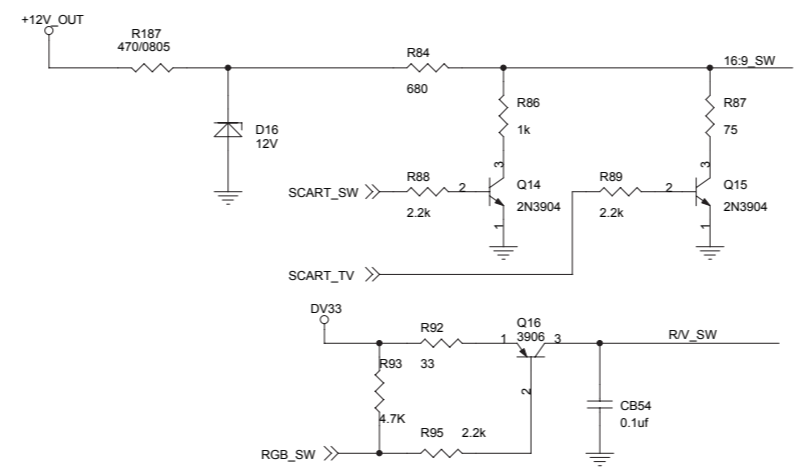 +12V_OUT
R187
470/0805
R84
680
16:9_SW
R86
1k
R87
75
D16
12V
3
3
SCART_SW
R88
2.2k
2
Q14
2N3904
R89
2.2k
2
Q15
2N3904
1
1
SCART_TV
DV33
R92
33
1
Q16
3906
3
R/V_SW
R93
4.7K
2
CB54
0.1uf
R95 2.2k
RGB_SW